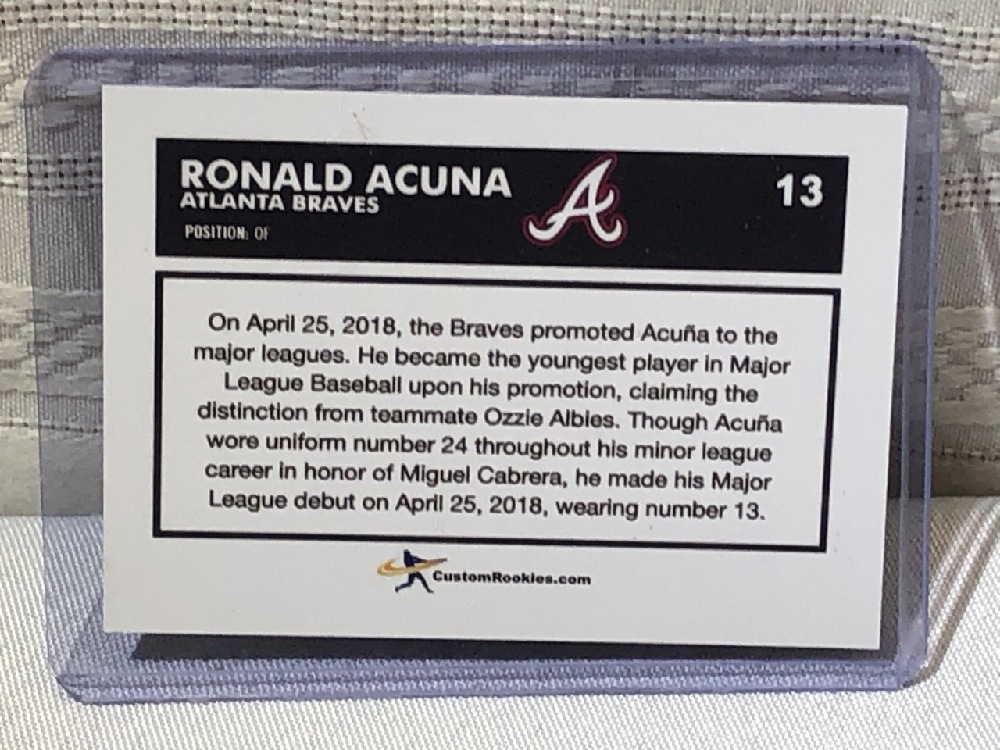 RONALD ACUNA
ATLANTA BRAVES
POSITION: OF
A
13
On April 25, 2018, the Braves promoted Acuña to the
major leagues. He became the youngest player in Major
League Baseball upon his promotion, claiming the
distinction from teammate Ozzie Albies. Though Acuña
wore uniform number 24 throughout his minor league
career in honor of Miguel Cabrera, he made his Major
League debut on April 25, 2018, wearing number 13.
CustomRookies.com